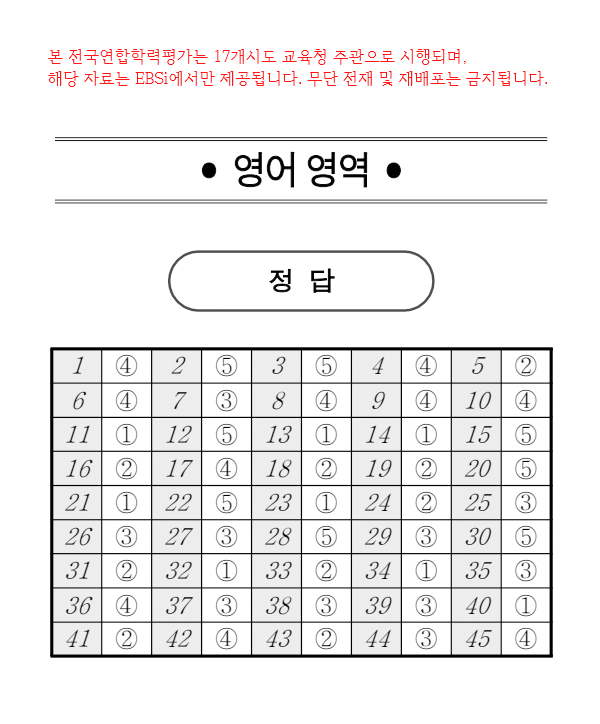 본 전국연합학력평가는 17개시도 교육청 주관으로 시행되며,
해당 자료는 EBSi에서만 제공됩니다. 무단 전재 및 재배포는 금지됩니다.
• 영어 영역 •
정 답
1 ④ 2 ⑤ 3 ⑤ 4 ④ 5 ②
6 ④ 7 ③ 8 ④ 9 ④ 10 ④
11 ① 12 ⑤ 13 ① 14 ① 15 ⑤
16 ② 17 ④ 18 ② 19 ② 20 ⑤
21 ① 22 ⑤ 23 ① 24 ② 25 ③
26 ③ 27 ③ 28 ⑤ 29 ③ 30 ⑤
31 ② 32 ① 33 ② 34 ① 35 ③
36 ④ 37 ③ 38 ③ 39 ③ 40 ①
41 ② 42 ④ 43 ② 44 ③ 45 ④